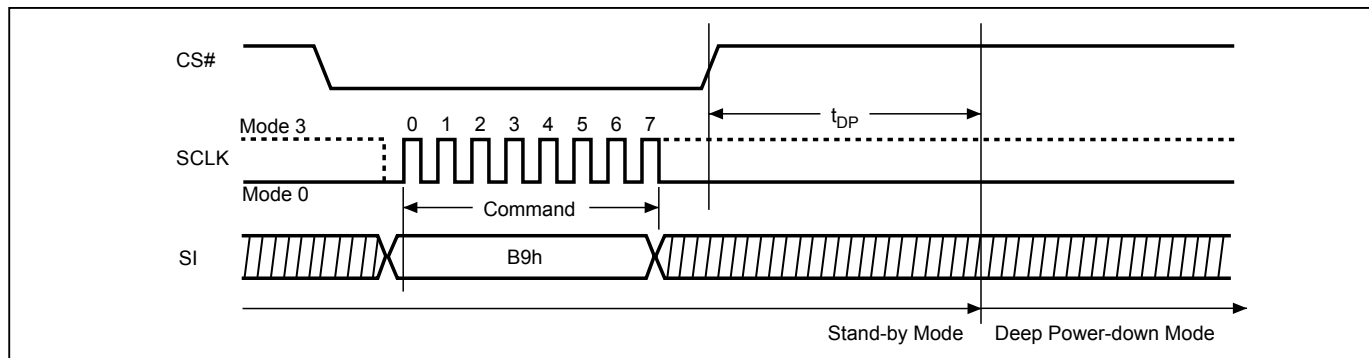 CS#
tDP
Mode 3
0 1 2 3 4 5 6 7
SCLK
Mode 0
Command
SI
B9h
Stand-by Mode
Deep Power-down Mode